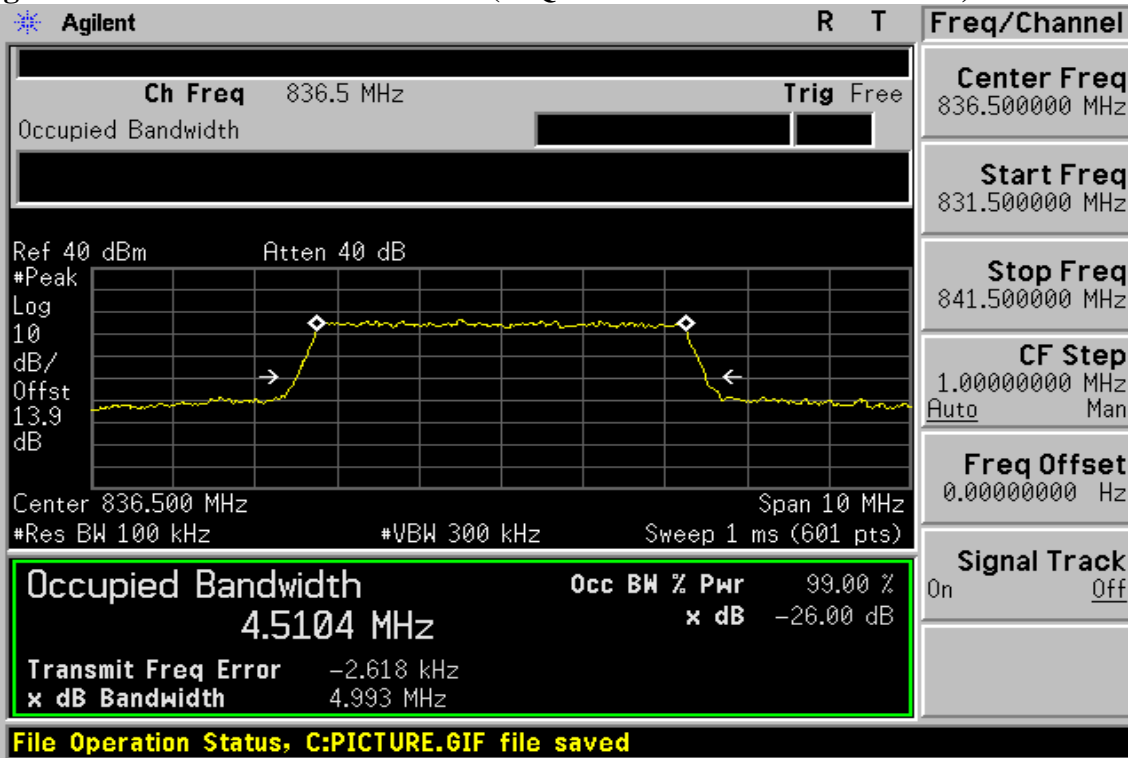 Agilent R T
Ch Freq 836.5 MHz Trig Free
Occupied Bandwidth
Ref 40 dBm Atten 40 dB
#Peak
Log
10
dB/
Offst
13.9
dB
Center 836.500 MHz Span 10 MHz
#Res BW 100 kHz #VBW 300 kHz Sweep 1 ms (601 pts)
Occupied Bandwidth Occ BW % Pwr 99.00 %
4.5104 MHz x dB -26.00 dB
Transmit Freq Error -2.618 kHz
x dB Bandwidth 4.993 MHz
File Operation Status, C:PICTURE.GIF file saved
Freq/Channel
Center Freq
836.500000 MHz
Start Freq
831.500000 MHz
Stop Freq
841.500000 MHz
CF Step
1.00000000 MHz
Auto Man
Freq Offset
0.00000000 Hz
Signal Track
On Off